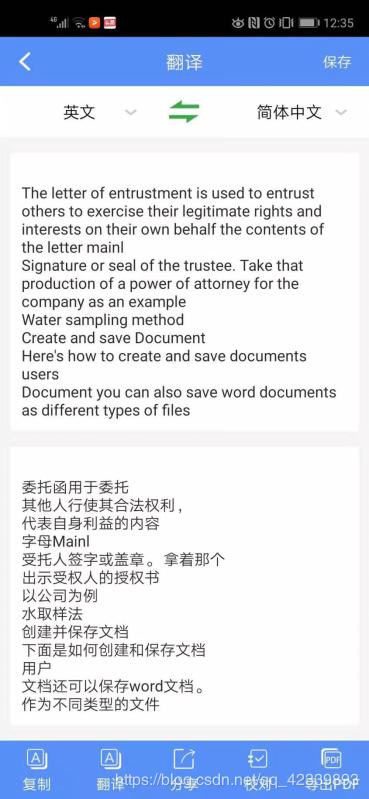 4G
12:35
翻译
保存
英文
简体中文
The letter of entrustment is used to entrust
others to exercise their legitimate rights and
interests on their own behalf the contents of
the letter mainl
Signature or seal of the trustee. Take that
production of a power of attorney for the
company as an example
Water sampling method
Create and save Document
Here's how to create and save documents
users
Document you can also save word documents
as different types of files
委托函用于委托
其他人行使其合法权利，
代表自身利益的内容
字母Mainl
受托人签字或盖章。拿着那个
出示受权人的授权书
以公司为例
水取样法
创建并保存文档
下面是如何创建和保存文档
用户
文档还可以保存word文档。
作为不同类型的文件
复制
翻译
分享
校对
导出PDF
https://blog.csdn.net/qq_42339893